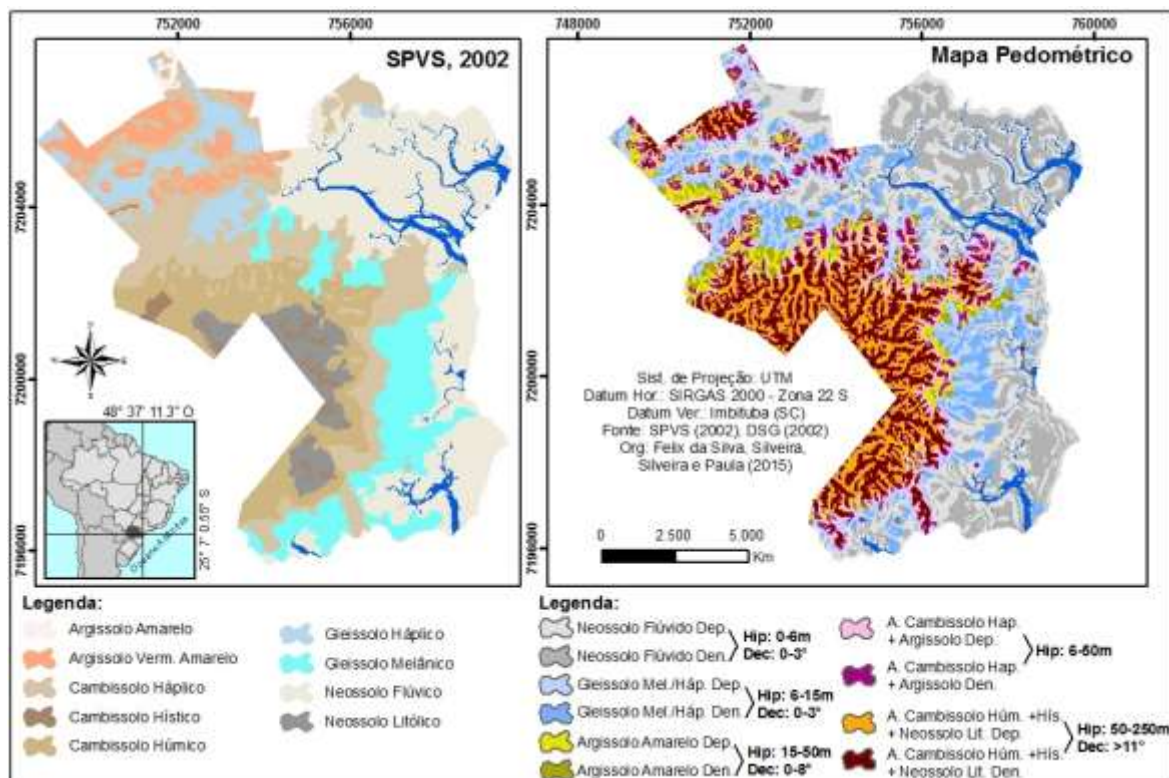 752000
756000
748000
752000
756000
760000
SPVS, 2002
Mapa Pedométrico
7204000
7200000
7196000
7204000
7200000
7196000
48° 37' 11.3" O
25° 7' 0.55" S
Sist. de Projeção: UTM
Datum Hor.: SIRGAS 2000 - Zona 22 S
Datum Ver.: Imbituba (SC)
Fonte: SPVS (2002), DSG (2002)
Org: Felix da Silva, Silveira,
Silveira e Paula (2015)
0 2.500 5.000
Km
Legenda:
Argissolo Amarelo
Argissolo Verm. Amarelo
Cambissolo Háplico
Cambissolo Hístico
Cambissolo Húmico
Gleissolo Háplico
Gleissolo Melânico
Neossolo Flúvico
Neossolo Litólico
Legenda:
Neossolo Flúvido Dep.
Neossolo Flúvido Den.
Hip: 0-6m
Dec: 0-3°
Gleissolo Mel./Háp. Dep.
Gleissolo Mel./Háp. Den.
Hip: 6-15m
Dec: 0-3°
Argissolo Amarelo Dep.
Argissolo Amarelo Den.
Hip: 15-50m
Dec: 0-8°
A. Cambissolo Hap.
+ Argissolo Dep.
A. Cambissolo Hap.
+ Argissolo Den.
Hip: 6-50m
A. Cambissolo Húm. +Hís.
+ Neossolo Lit. Dep.
A. Cambissolo Húm. +Hís.
+ Neossolo Lit. Den.
Hip: 50-250m
Dec: >11°